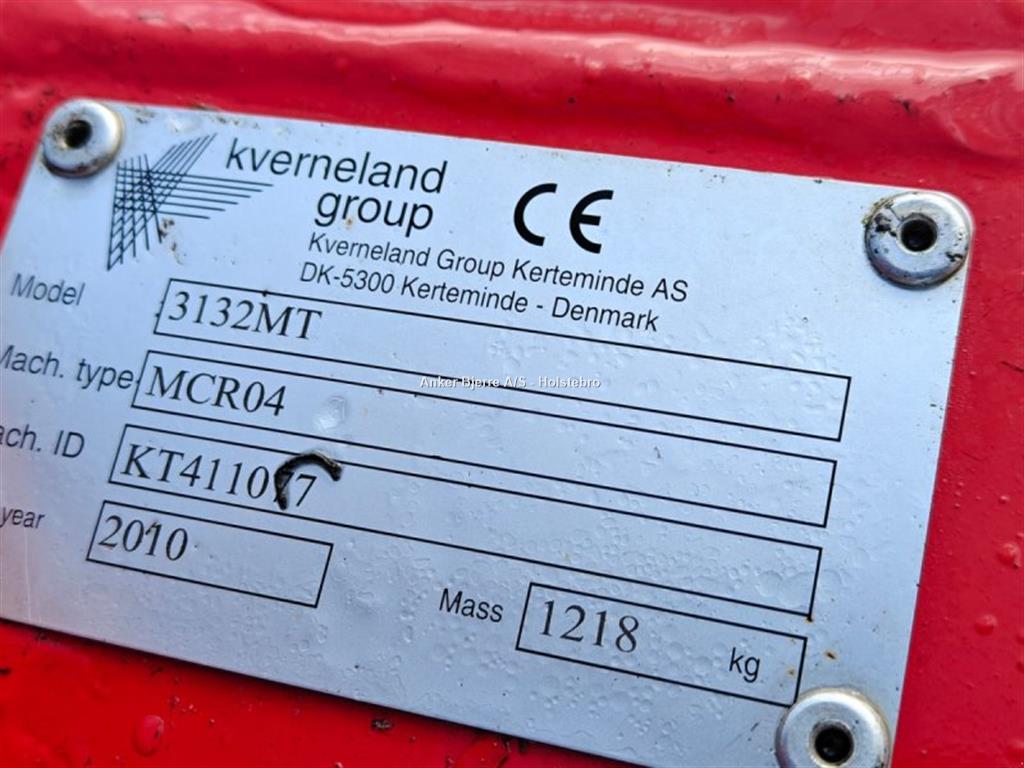 kverneland
group
CE
Kverneland Group Kerteminde AS
DK-5300 Kerteminde - Denmark
Model 3132MT
Mach. type MCR04
Anker Bjerre A/S - Holstebro
ach. ID
year 2010
Mass 1218 kg